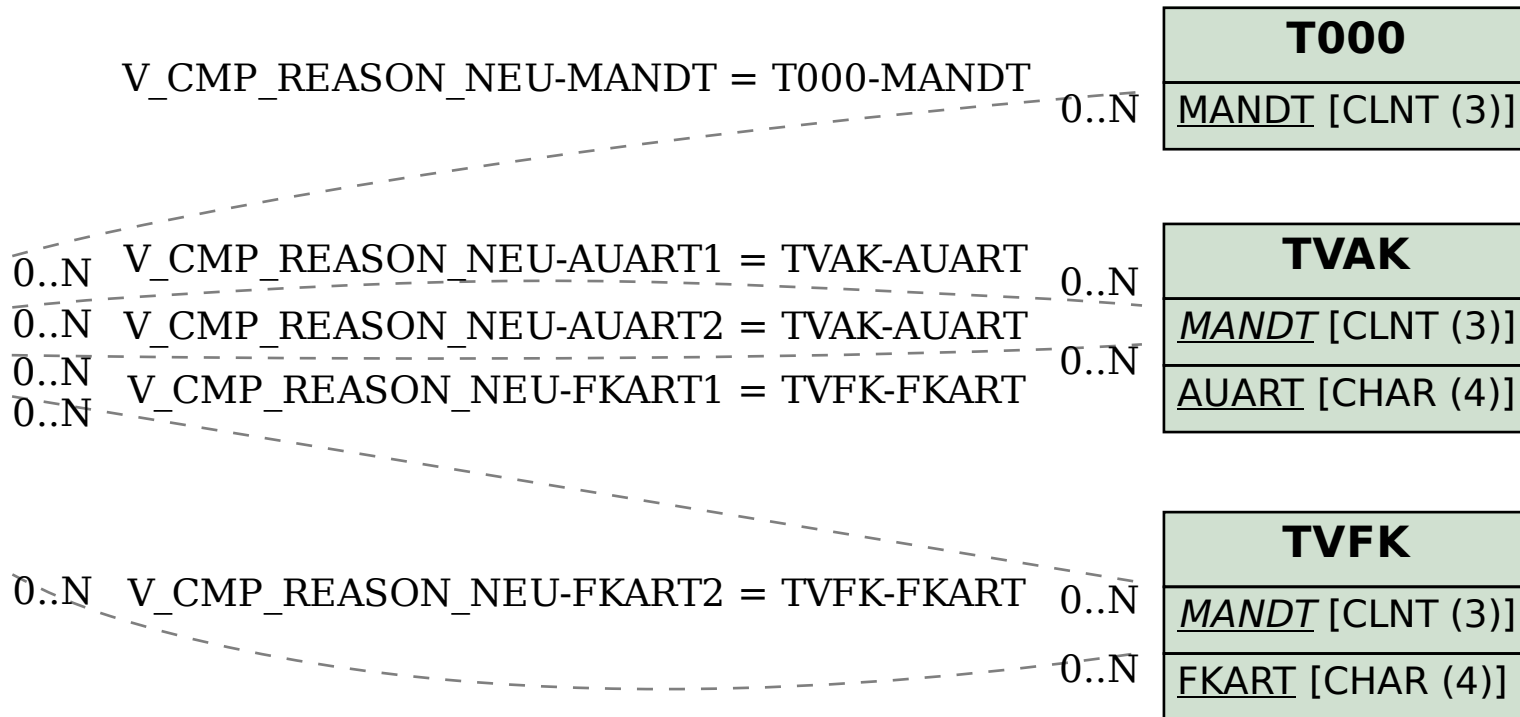 T000
V_CMP_REASON_NEU-MANDT = T000-MANDT
0..N
MANDT [CLNT (3)]
V_CMP_REASON_NEU-AUART1 = TVAK-AUART
TVAK
0..N
0..N
V_CMP_REASON_NEU-AUART2 = TVAK-AUART
0..N
MANDT [CLNT (3)]
0..N
0..N
V_CMP_REASON_NEU-FKART1 = TVFK-FKART
AUART [CHAR (4)]
0..N
TVFK
0..N
V_CMP_REASON_NEU-FKART2 = TVFK-FKART
0..N
MANDT [CLNT (3)]
0..N
FKART [CHAR (4)]